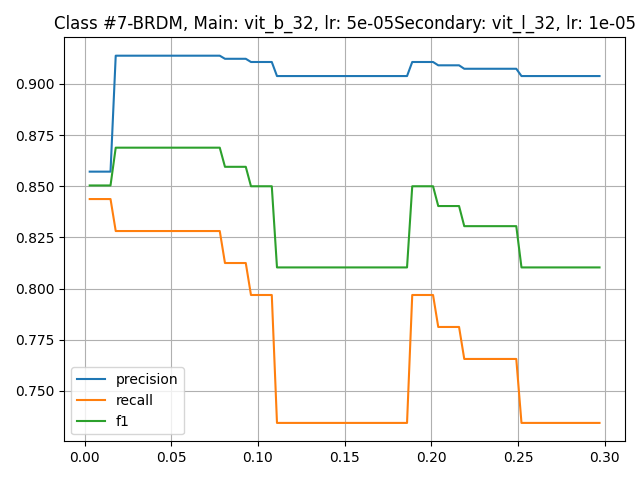 Class #7-BRDM, Main: vit_b_32, lr: 5e-05Secondary: vit_l_32, lr: 1e-05
0.900
0.875
0.850
0.825
0.800
0.775
0.750
precision
recall
f1
0.00 0.05 0.10 0.15 0.20 0.25 0.30